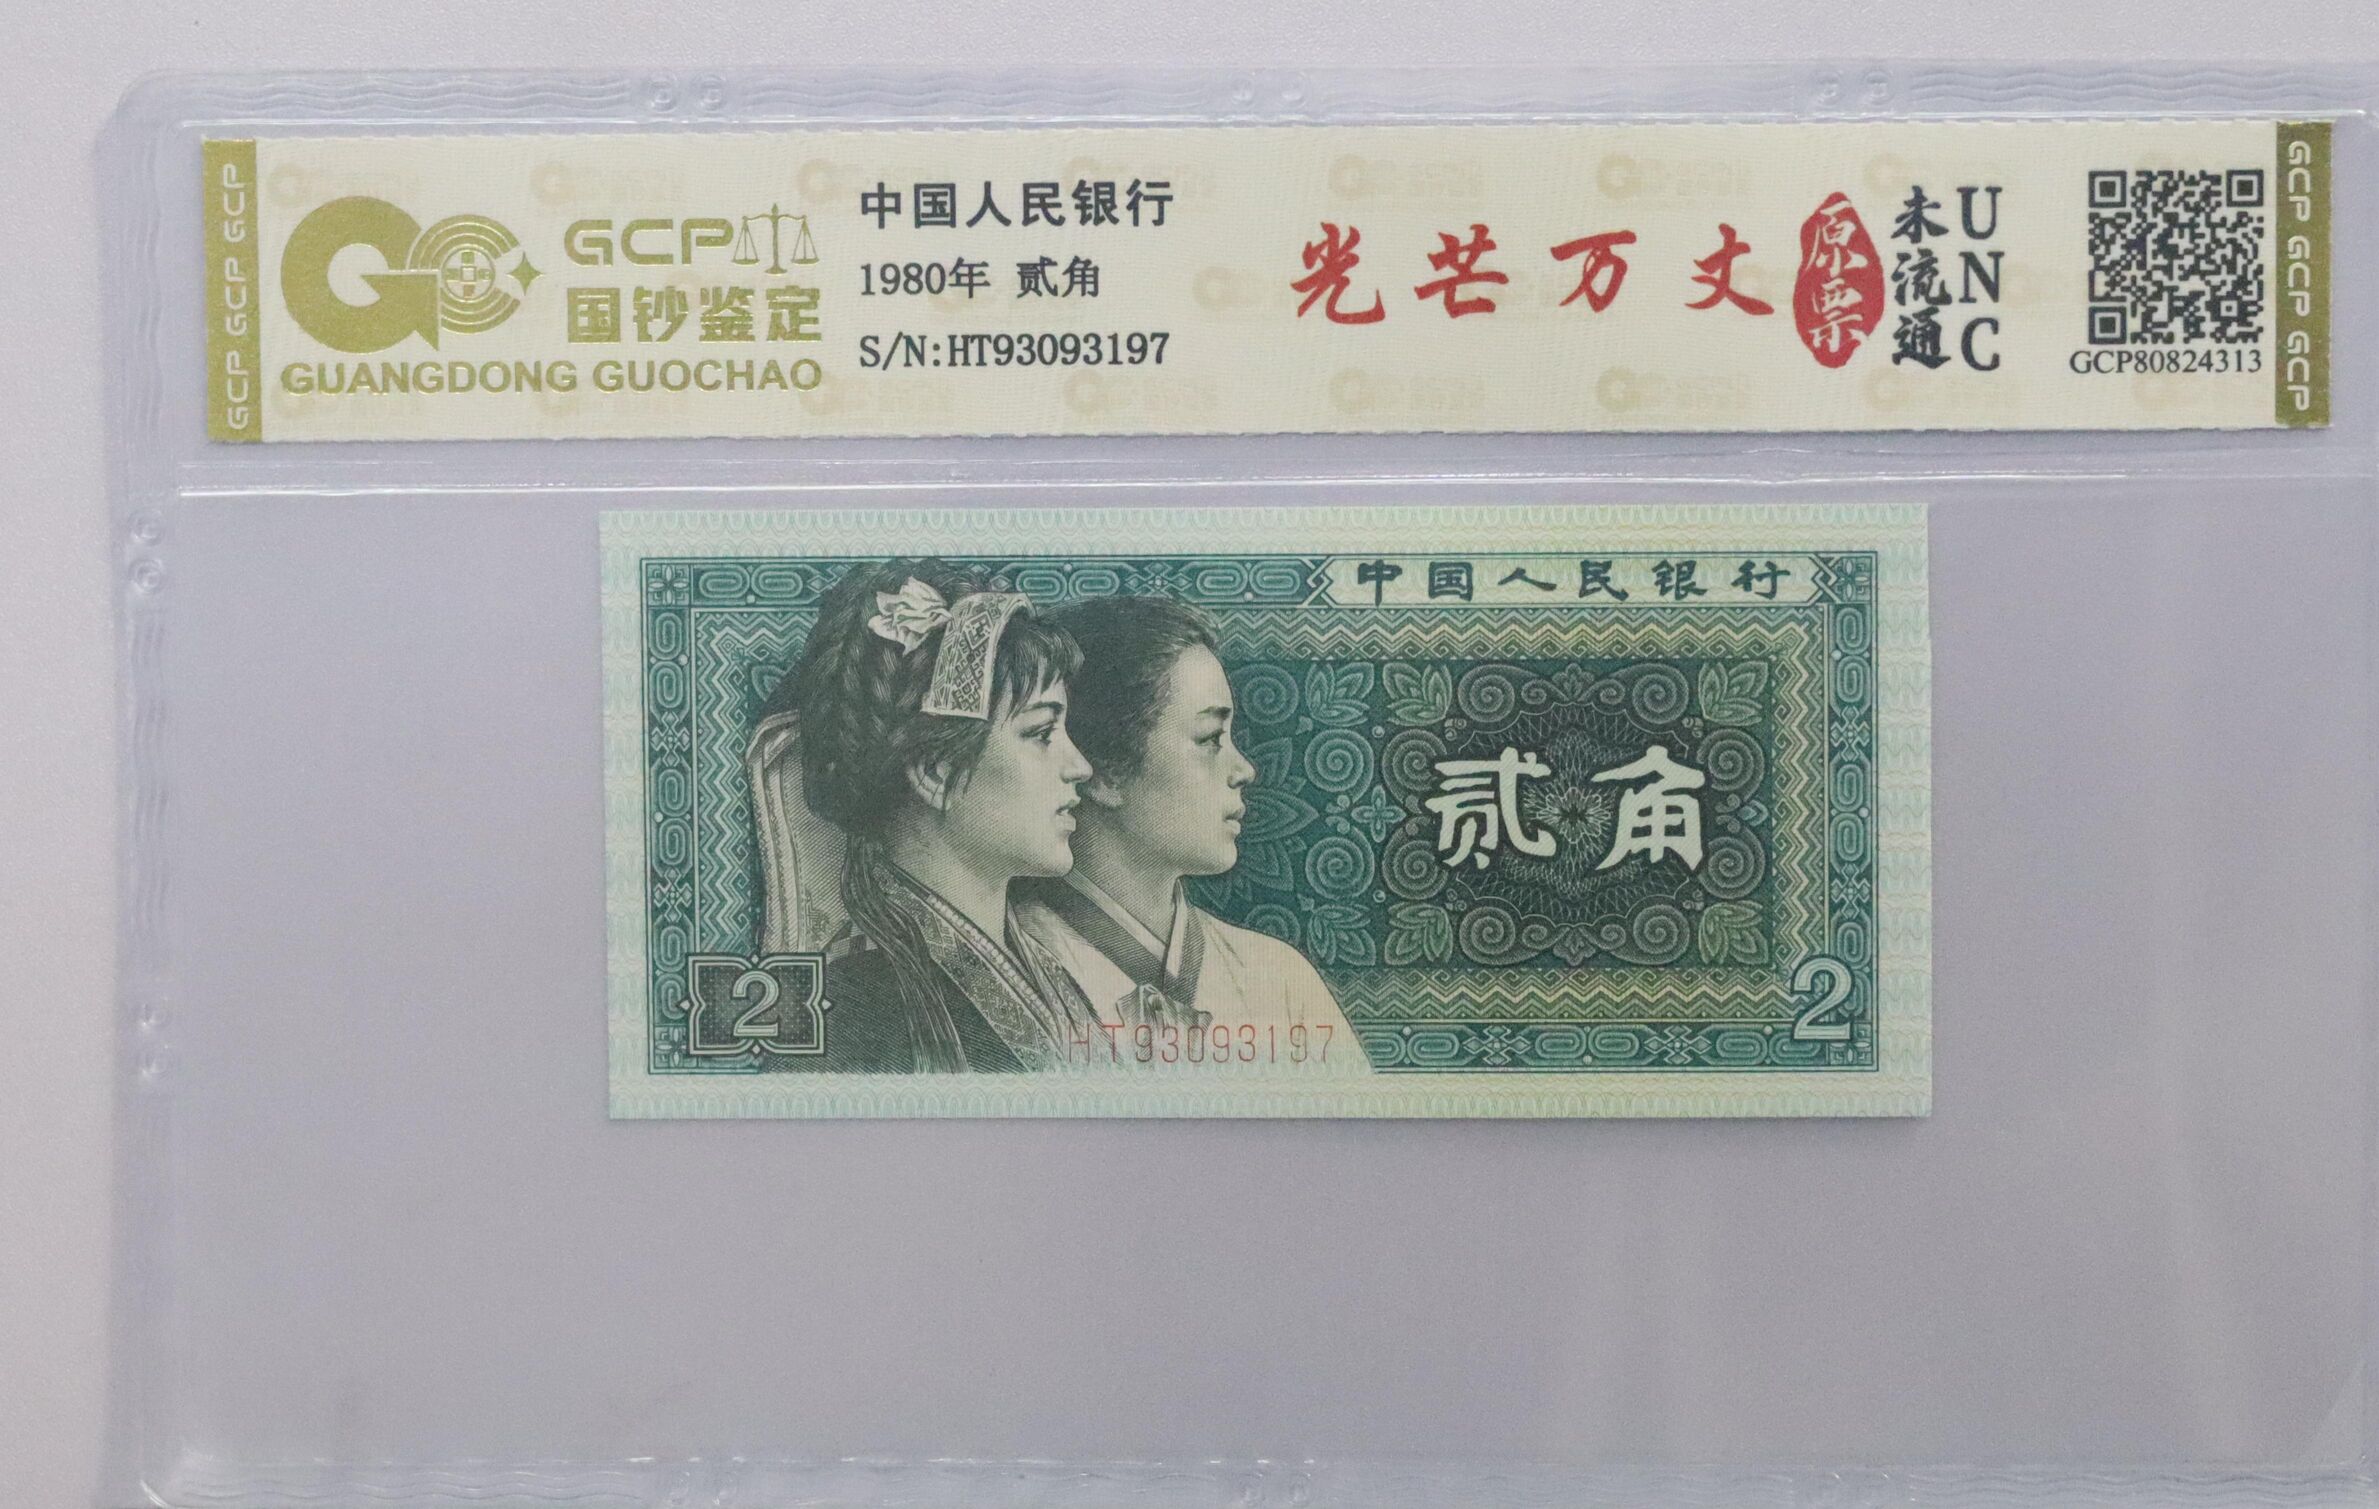 GCP GCP GCP
GCP
国钞鉴定
GUANGDONG GUOCHAO
中国人民银行
1980年 贰角
S/N:HT93093197
光芒万丈
原票
未流通
UNC
GCP80824313
GCP GCP GCP
中国人民银行
贰角
2
HT93093197
2